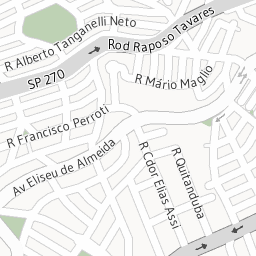 R Alberto Tanganelli Neto
Rod Raposo Tavares
SP 270
R Mário Maglio
R Francisco Perroti
Av Eliseu de Almeida
R Cdor Elias Assi
R Quitanduba